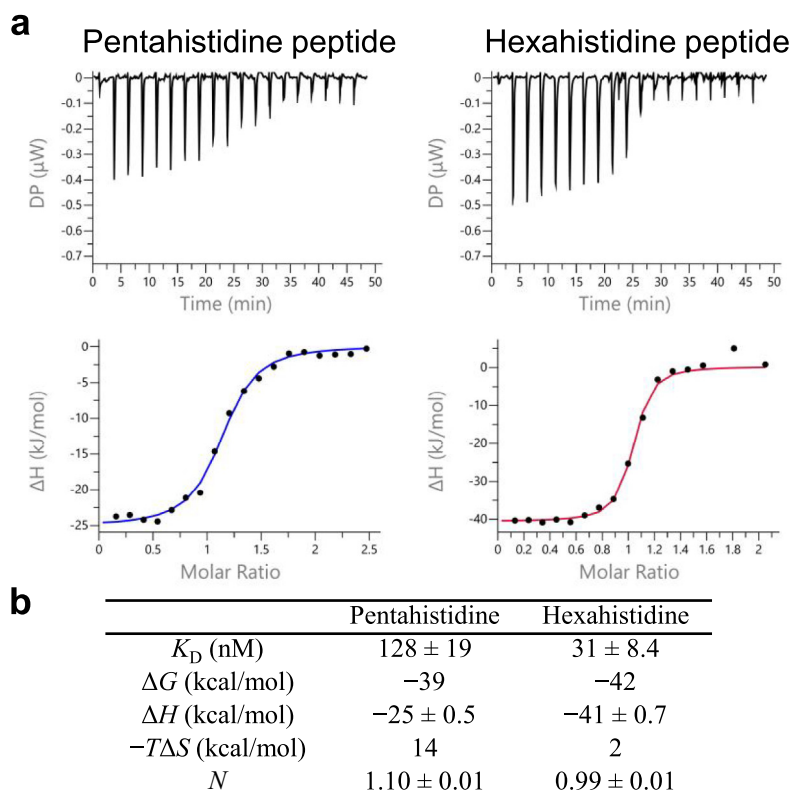 a
Pentahistidine peptide
Hexahistidine peptide
0
-0.1
-0.2
-0.3
-0.4
-0.5
-0.6
-0.7
DP (μW)
0 5 10 15 20 25 30 35 40 45 50
Time (min)
0
-0.1
-0.2
-0.3
-0.4
-0.5
-0.6
-0.7
DP (μW)
0 5 10 15 20 25 30 35 40 45 50
Time (min)
0
-5
-10
-15
-20
-25
ΔH (kJ/mol)
0 0.5 1 1.5 2 2.5
Molar Ratio
0
-10
-20
-30
-40
ΔH (kJ/mol)
0 0.2 0.4 0.6 0.8 1 1.2 1.4 1.6 1.8 2
Molar Ratio
b
Pentahistidine Hexahistidine
KD (nM) 128 ± 19 31 ± 8.4
ΔG (kcal/mol) −39 −42
ΔH (kcal/mol) −25 ± 0.5 −41 ± 0.7
−TΔS (kcal/mol) 14 2
N 1.10 ± 0.01 0.99 ± 0.01